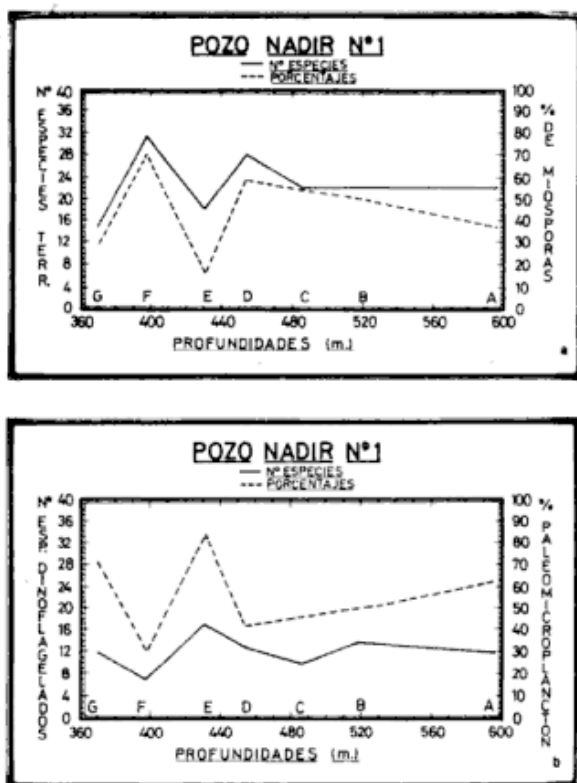 POZO NADIR Nº1
Nº ESPECIES
PORCENTAJES
Nº ESPECIES TERR.
40
36
32
28
24
20
16
12
8
4
0
100
90
80
70
60
50
40
30
20
10
0
% DE MIOSPORAS
G F E D C B A
360 400 440 480 520 560 600
PROFUNDIDADES (m.)
a
POZO NADIR Nº1
Nº ESPECIES
PORCENTAJES
Nº ESP. DINOFLAGELADOS
40
36
32
28
24
20
16
12
8
4
0
100
90
80
70
60
50
40
30
20
10
0
% PALEOMICROPLANCTON
G F E D C B A
360 400 440 480 520 560 600
PROFUNDIDADES (m.)
b